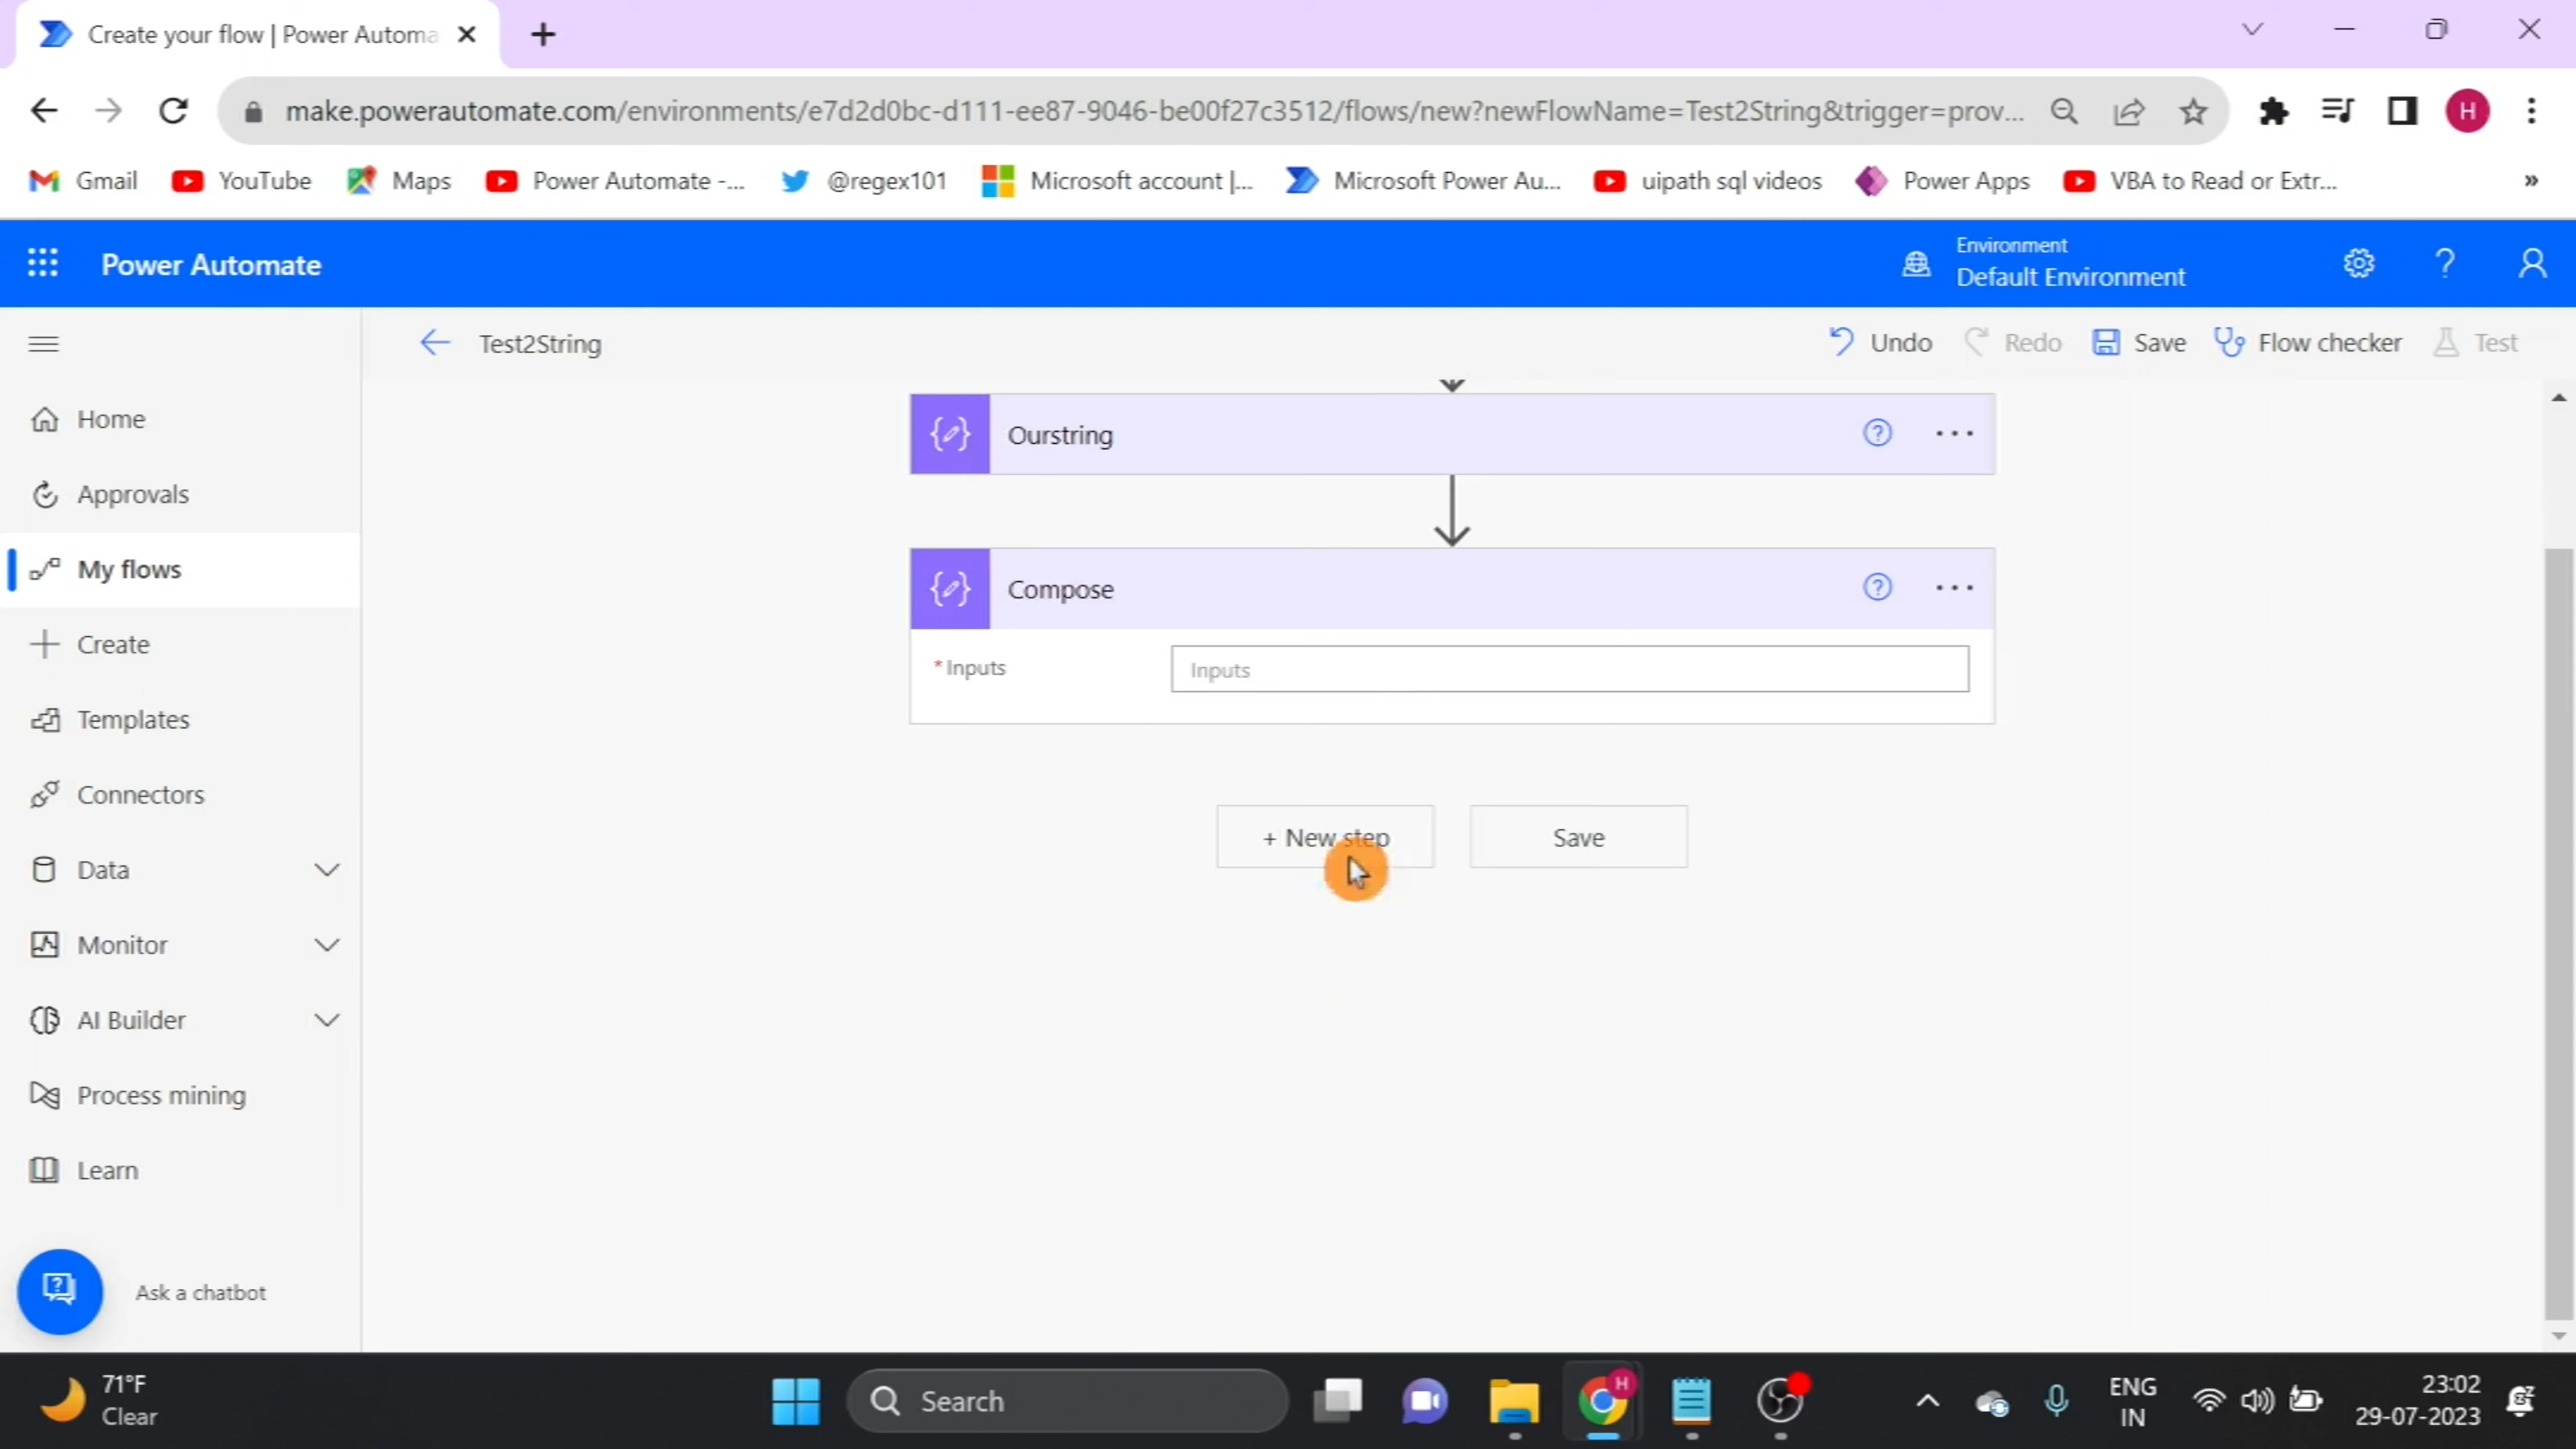 Create your flow | Power Automa
make.powerautomate.com/environments/e7d2d0bc-d111-ee87-9046-be00f27c3512/flows/new?newFlowName=Test2String&trigger=prov...
H
Gmail
YouTube
Maps
Power Automate -...
@regex101
Microsoft account |...
Microsoft Power Au...
uipath sql videos
Power Apps
VBA to Read or Extr...
»
Power Automate
Environment
Default Environment
?
Test2String
Undo
Redo
Save
Flow checker
Test
Home
Approvals
My flows
Create
Templates
Connectors
Data
Monitor
AI Builder
Process mining
Learn
Ask a chatbot
Ourstring
?
...
Compose
?
...
*Inputs
Inputs
+ New step
Save
71°F
Clear
Search
H
ENG
IN
23:02
29-07-2023